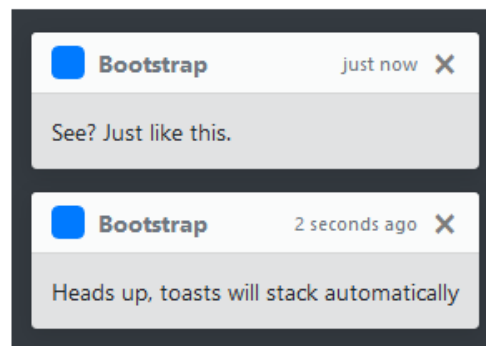 Bootstrap just now ×
See? Just like this.
Bootstrap 2 seconds ago ×
Heads up, toasts will stack automatically